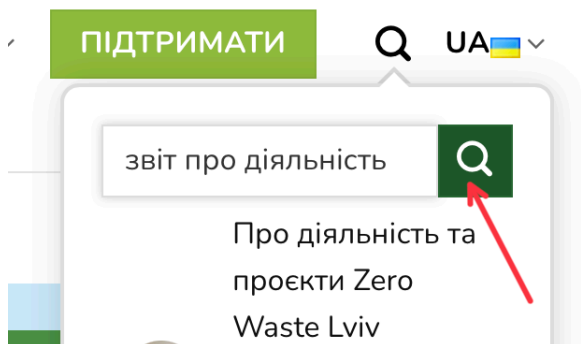 ПІДТРИМАТИ
UA
звіт про діяльність
Про діяльність та
проєкти Zero
Waste Lviv